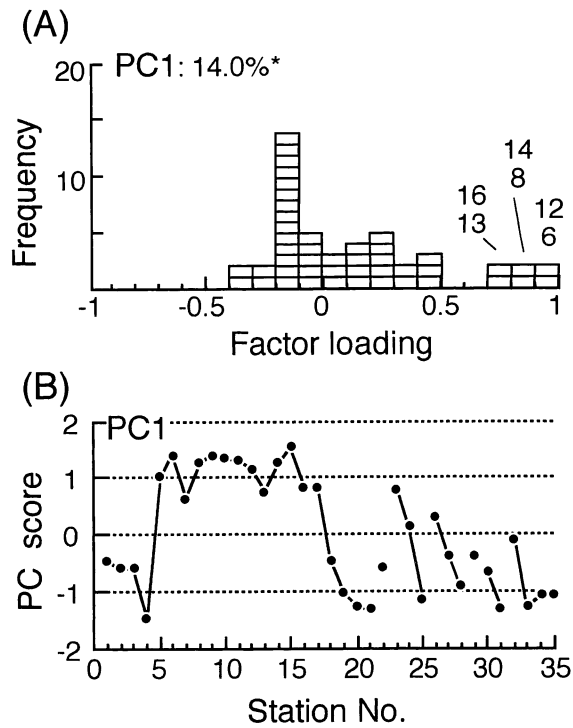 (A)
PC1: 14.0%*
20
10
Frequency
14
8
16
13
12
6
-1 -0.5 0 0.5 1
Factor loading
(B)
PC1
2
1
0
-1
-2
PC score
0 5 10 15 20 25 30 35
Station No.